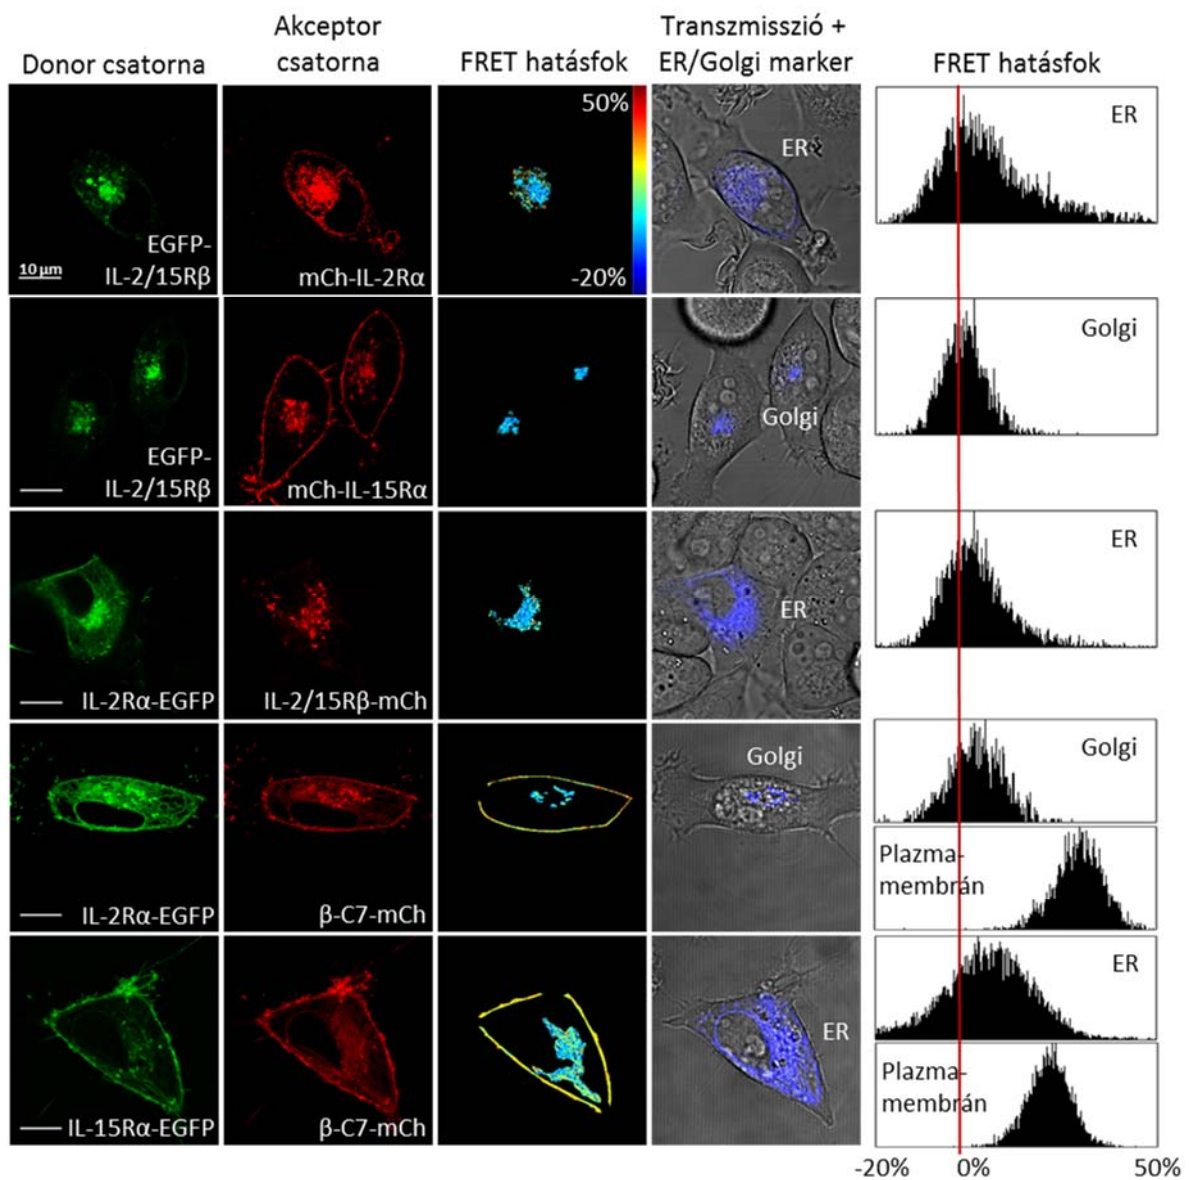 Donor csatorna
Akceptor
csatorna
FRET hatásfok
Transzmisszió +
ER/Golgi marker
FRET hatásfok
10 µm
EGFP-
IL-2/15Rβ
mCh-IL-2Rα
50%
-20%
ER
ER
EGFP-
IL-2/15Rβ
mCh-IL-15Rα
Golgi
Golgi
IL-2Rα-EGFP
IL-2/15Rβ-mCh
ER
ER
IL-2Rα-EGFP
β-C7-mCh
Golgi
Golgi
Plazma-
membrán
IL-15Rα-EGFP
β-C7-mCh
ER
ER
Plazma-
membrán
-20%
0%
50%